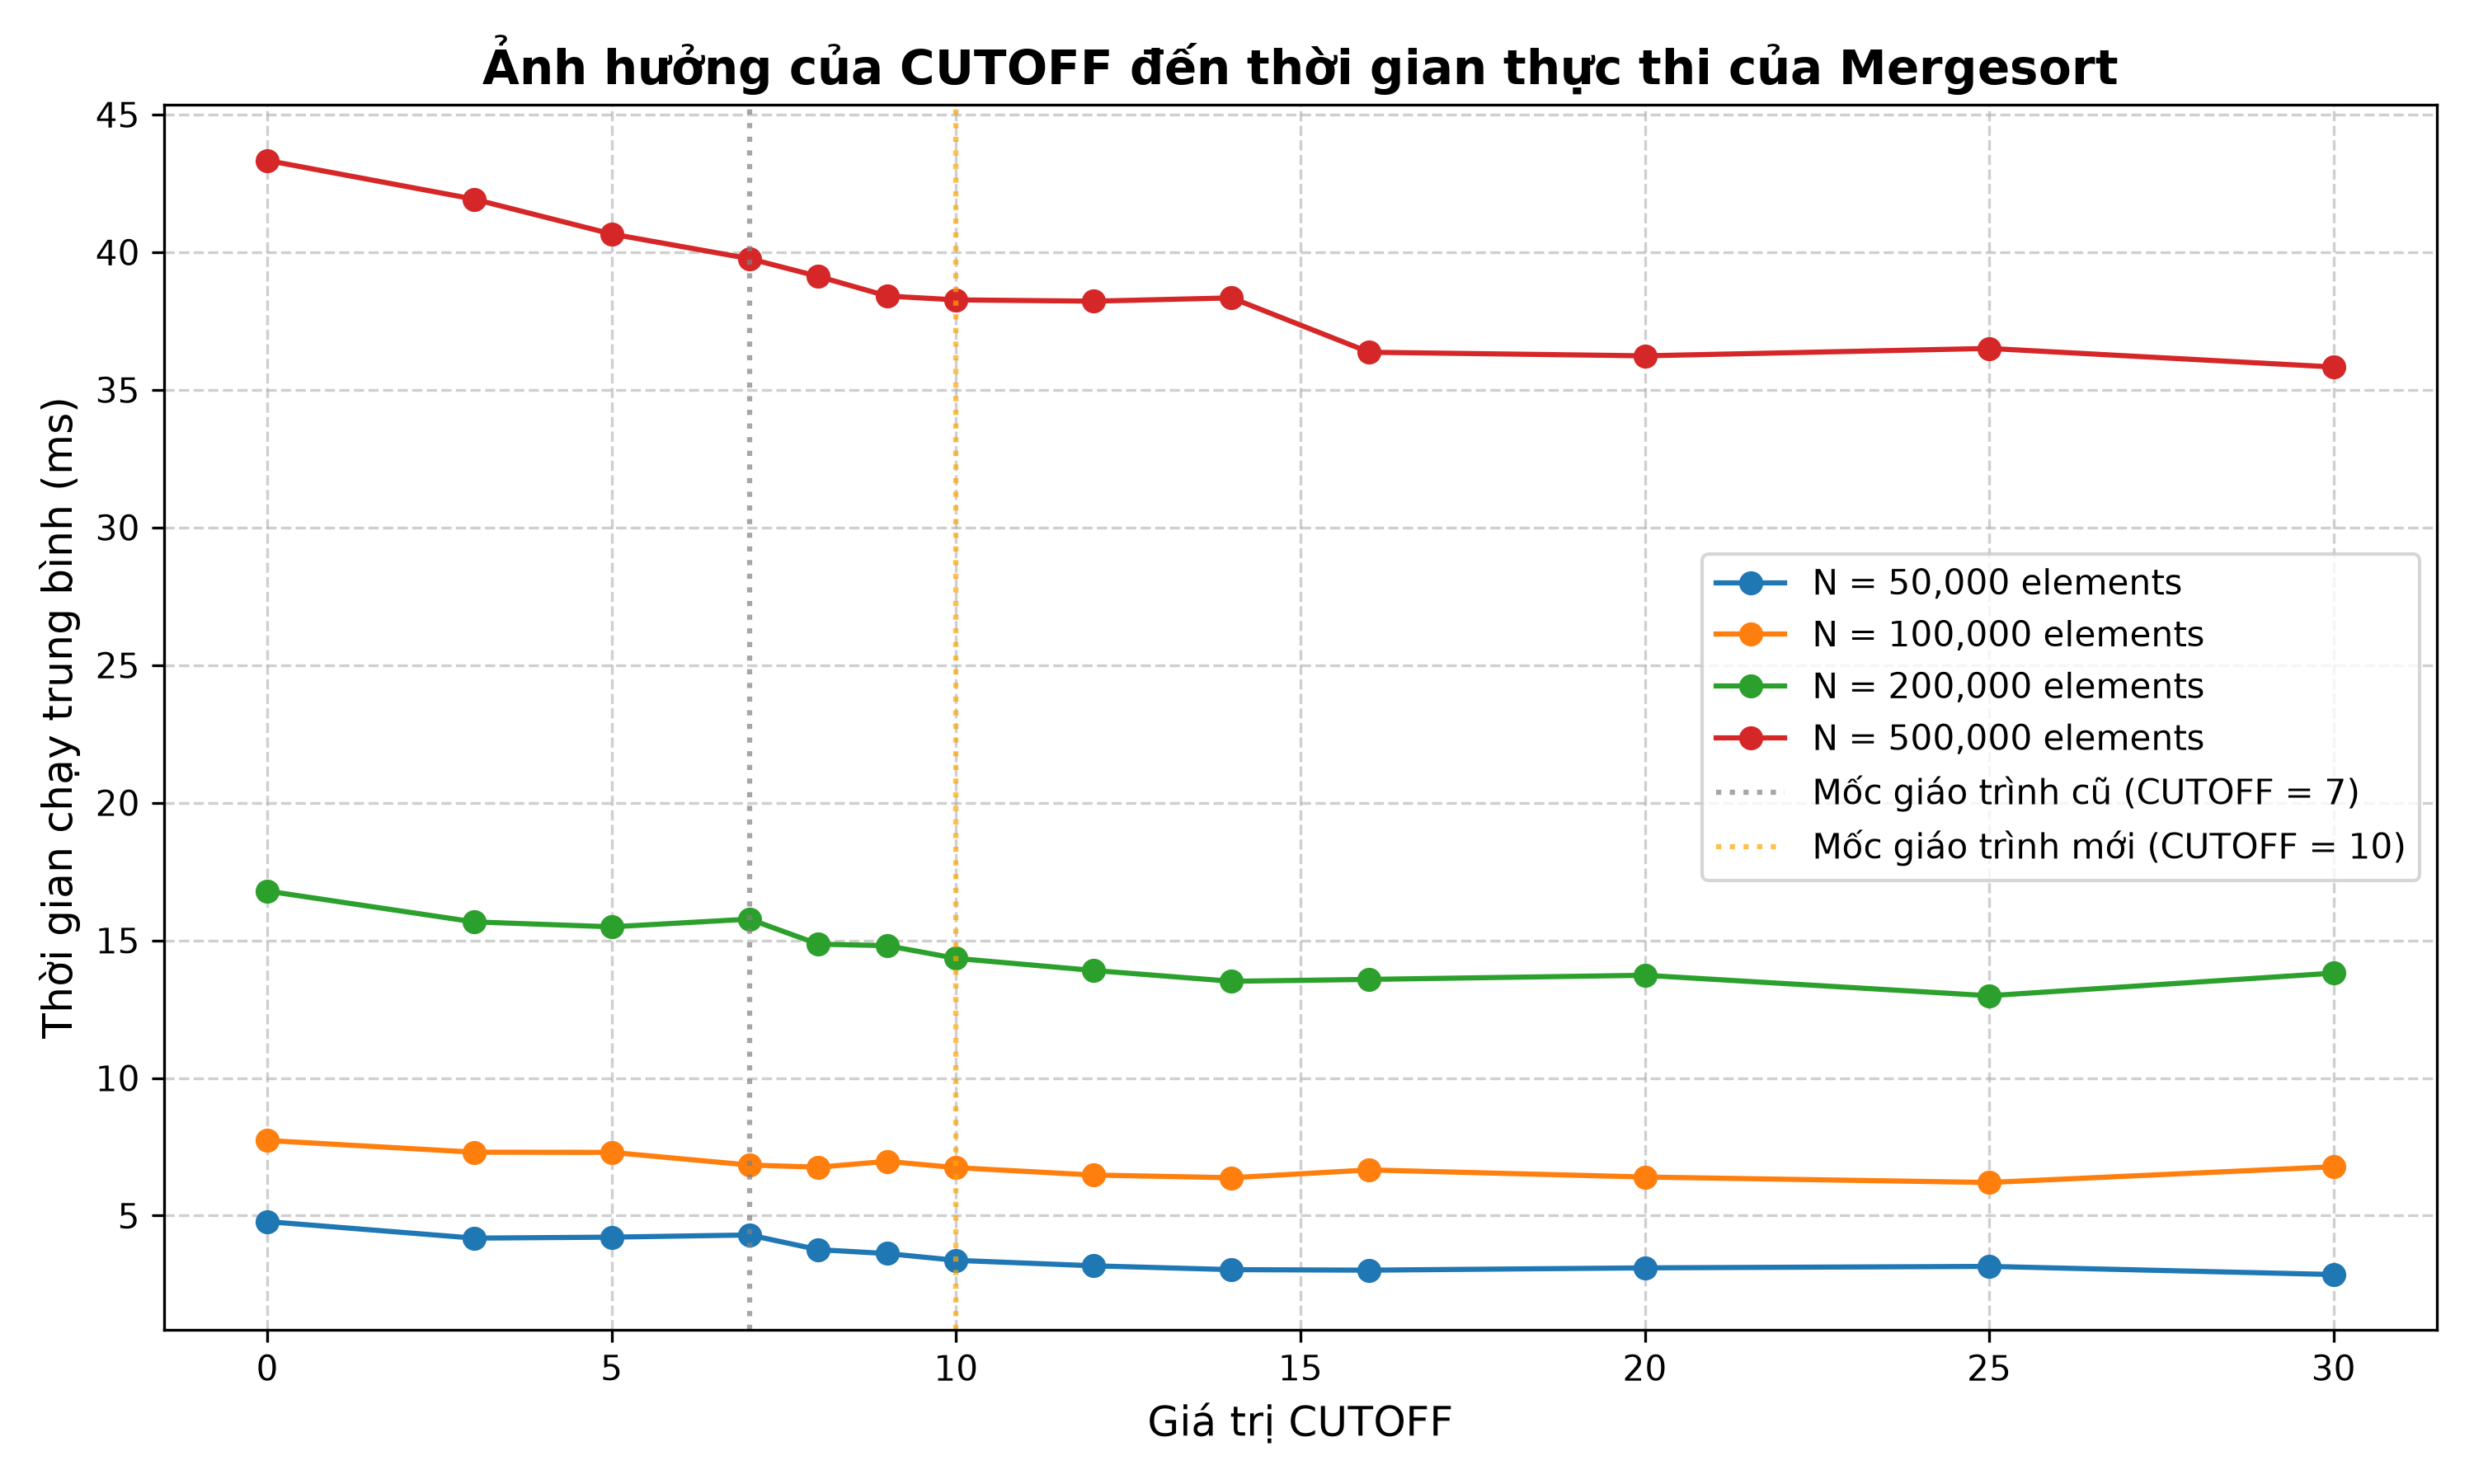 Ảnh hưởng của CUTOFF đến thời gian thực thi của Mergesort
Thời gian chạy trung bình (ms)
45
40
35
30
25
20
15
10
5
N = 50,000 elements
N = 100,000 elements
N = 200,000 elements
N = 500,000 elements
Mốc giáo trình cũ (CUTOFF = 7)
Mốc giáo trình mới (CUTOFF = 10)
0 5 10 15 20 25 30
Giá trị CUTOFF